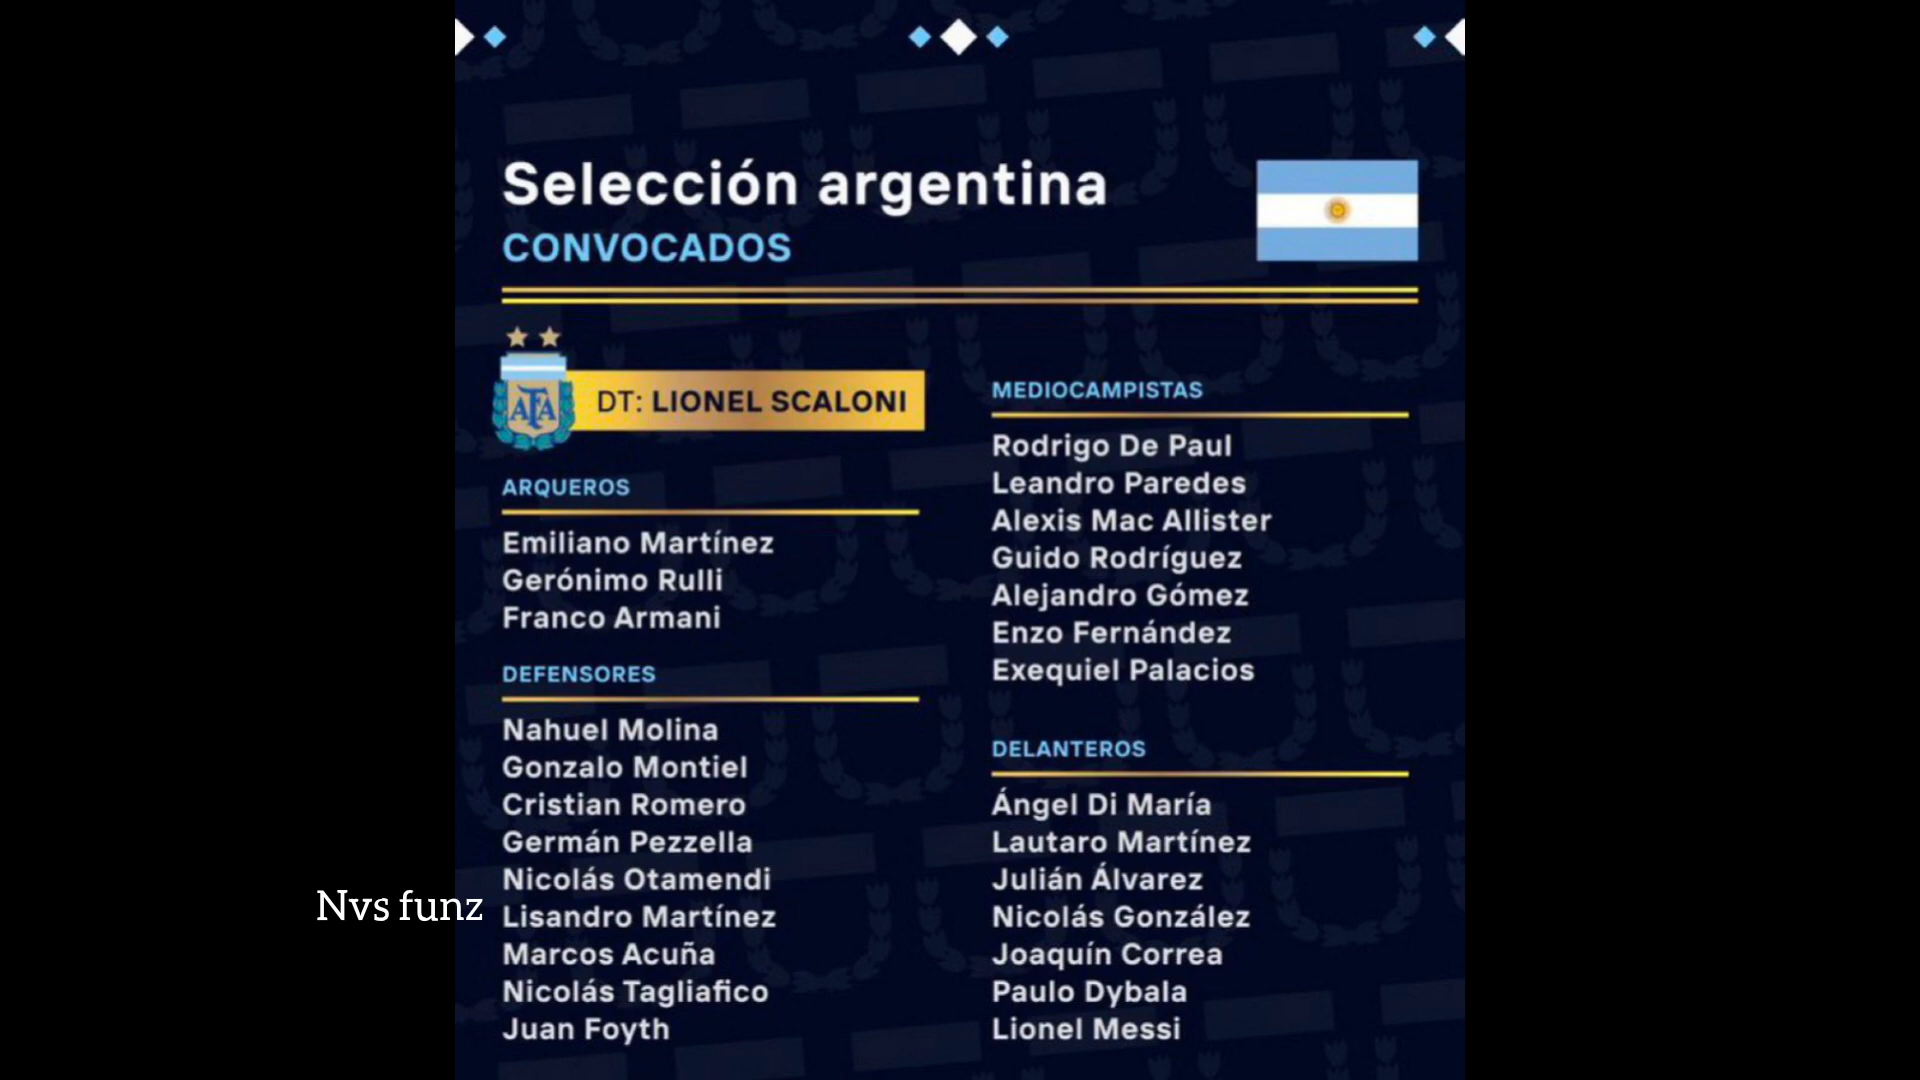 Selección argentina
CONVOCADOS
AFA
DT: LIONEL SCALONI
ARQUEROS
Emiliano Martínez
Gerónimo Rulli
Franco Armani
DEFENSORES
Nahuel Molina
Gonzalo Montiel
Cristian Romero
Germán Pezzella
Nicolás Otamendi
Lisandro Martínez
Marcos Acuña
Nicolás Tagliafico
Juan Foyth
MEDIOCAMPISTAS
Rodrigo De Paul
Leandro Paredes
Alexis Mac Allister
Guido Rodríguez
Alejandro Gómez
Enzo Fernández
Exequiel Palacios
DELANTEROS
Ángel Di María
Lautaro Martínez
Julián Álvarez
Nicolás González
Joaquín Correa
Paulo Dybala
Lionel Messi
Nvs funz